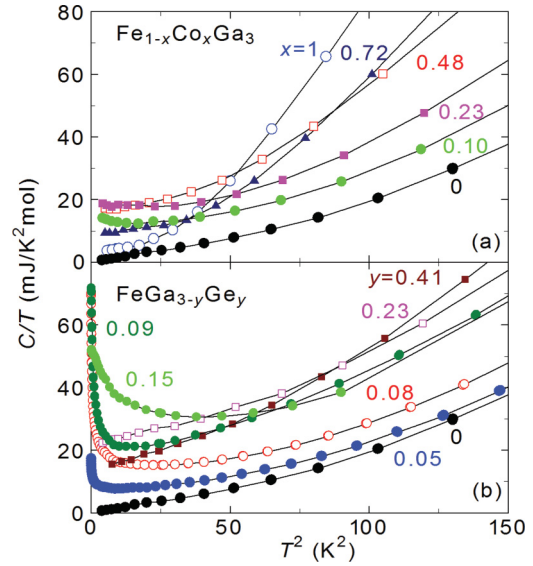 80
Fe1-xCoxGa3
x=1
0.72
60
0.48
40
0.23
0.10
20
0
(a)
0
C/T (mJ/K2mol)
FeGa3-yGey
y=0.41
60
0.09
0.23
40
0.15
0.08
20
0
0.05
(b)
0
0 50 100 150
T2 (K2)